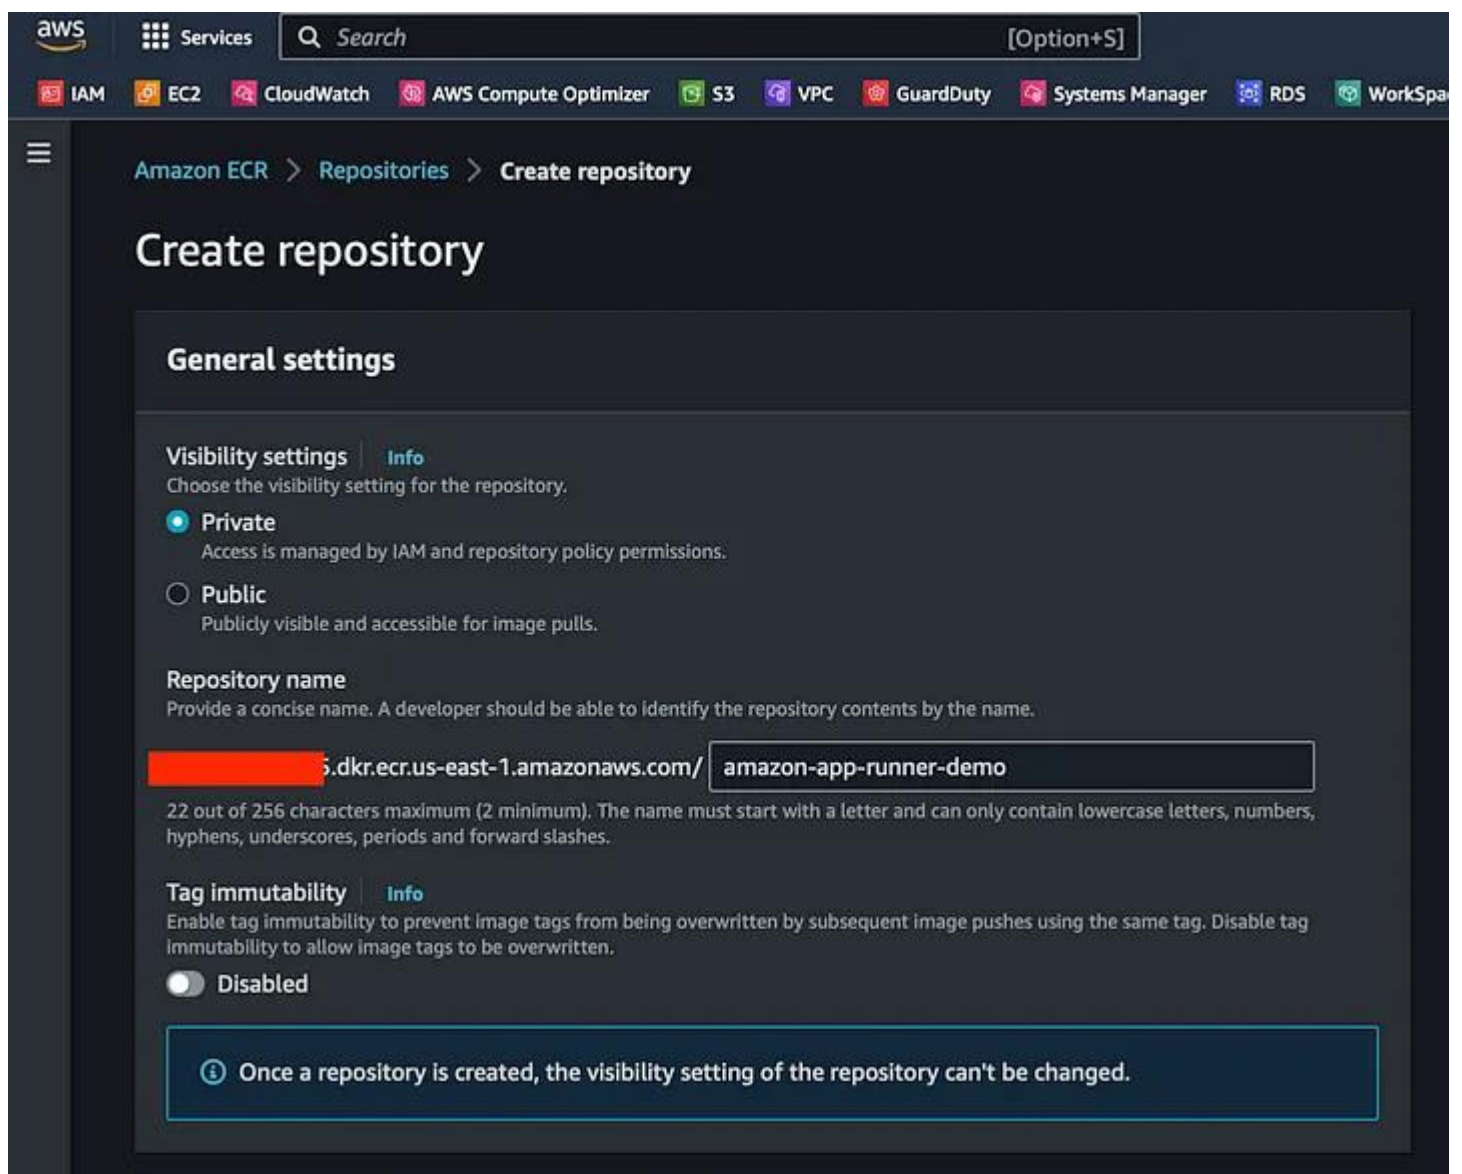 aws
Services
Search
[Option+S]
IAM EC2 CloudWatch AWS Compute Optimizer S3 VPC GuardDuty Systems Manager RDS
Amazon ECR > Repositories > Create repository
Create repository
General settings
Visibility settings Info
Choose the visibility setting for the repository.
Private
Access is managed by IAM and repository policy permissions.
Public
Publicly visible and accessible for image pulls.
Repository name
Provide a concise name. A developer should be able to identify the repository contents by the name.
.dkr.ecr.us-east-1.amazonaws.com/ amazon-app-runner-demo
22 out of 256 characters maximum (2 minimum). The name must start with a letter and can only contain lowercase letters, numbers,
hyphens, underscores, periods and forward slashes.
Tag immutability Info
Enable tag immutability to prevent image tags from being overwritten by subsequent image pushes using the same tag. Disable tag
immutability to allow image tags to be overwritten.
Disabled
Once a repository is created, the visibility setting of the repository can't be changed.